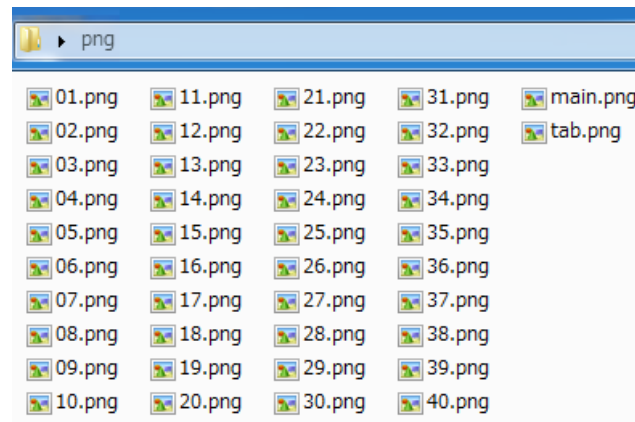 png
01.png
02.png
03.png
04.png
05.png
06.png
07.png
08.png
09.png
10.png
11.png
12.png
13.png
14.png
15.png
16.png
17.png
18.png
19.png
20.png
21.png
22.png
23.png
24.png
25.png
26.png
27.png
28.png
29.png
30.png
31.png
32.png
33.png
34.png
35.png
36.png
37.png
38.png
39.png
40.png
main.png
tab.png